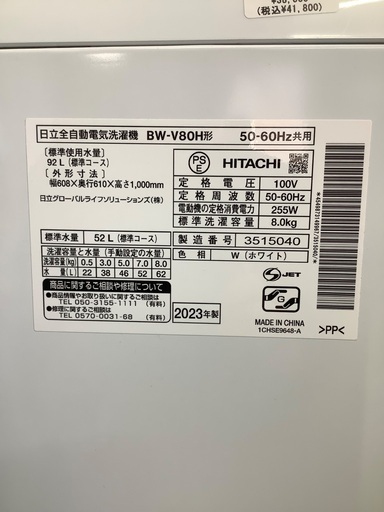 (税込¥41,800)
日立全自動電気洗濯機 BW-V80H形 50-60Hz共用
[標準使用水量]
92L(標準コース)
[外形寸法]
幅608×奥行610×高さ1,000mm
日立グローバルライフソリューションズ(株)
PSE HITACHI
定格電圧 100V
定格周波数 50-60Hz
電動機の定格消費電力 255W
標準洗濯容量 8.0kg
製造番号 3515040
色相 W(ホワイト)
標準水量 52L(標準コース)
洗濯容量と水量(手動設定の水量)
洗濯容量(kg) 0.5 3.0 5.0 7.0 8.0
水量(L) 22 38 46 52 62
商品に関するご相談や修理について
商品情報やお取り扱いに関するご相談
TEL 050-3155-1111 (有料)
修理に関するご相談
TEL 0570-0031-68 (有料)
2023年製
S-JET
MADE IN CHINA
1CHSE9648-A
>PP<